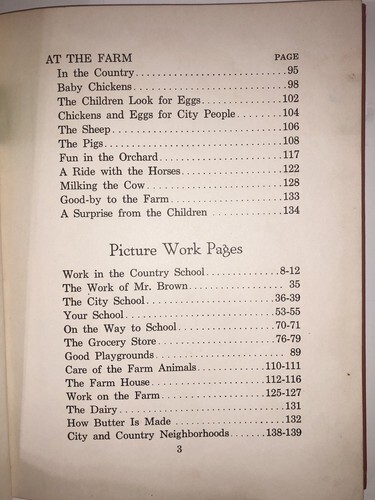 AT THE FARM PAGE
In the Country 95
Baby Chickens 98
The Children Look for Eggs 102
Chickens and Eggs for City People 104
The Sheep 106
The Pigs 108
Fun in the Orchard 117
A Ride with the Horses 122
Milking the Cow 128
Good-by to the Farm 133
A Surprise from the Children 134
Picture Work Pages
Work in the Country School 8-12
The Work of Mr. Brown 35
The City School 36-39
Your School 53-55
On the Way to School 70-71
The Grocery Store 76-79
Good Playgrounds 89
Care of the Farm Animals 110-111
The Farm House 112-116
Work on the Farm 125-127
The Dairy 131
How Butter Is Made 132
City and Country Neighborhoods 138-139
3